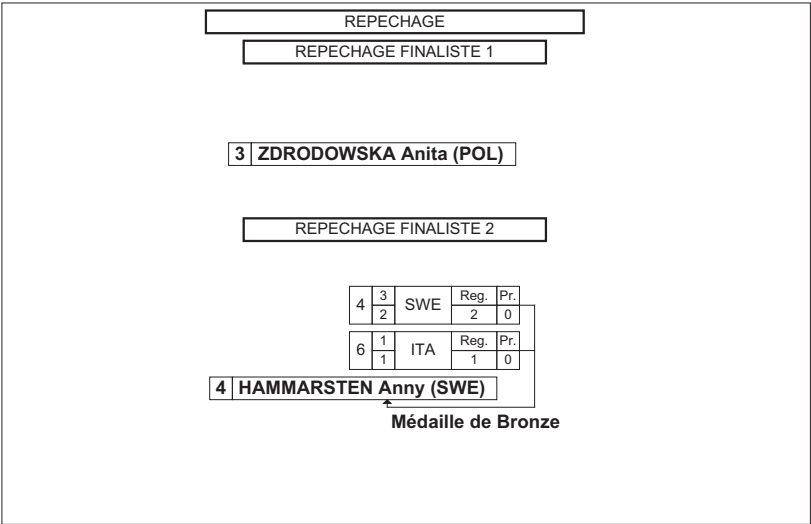 REPECHAGE
REPECHAGE FINALISTE 1
3 ZDRODOWSKA Anita (POL)
REPECHAGE FINALISTE 2
4 3 SWE Reg. Pr.
2 2 0
6 1 ITA Reg. Pr.
1 1 0
4 HAMMARSTEN Anny (SWE)
Médaille de Bronze